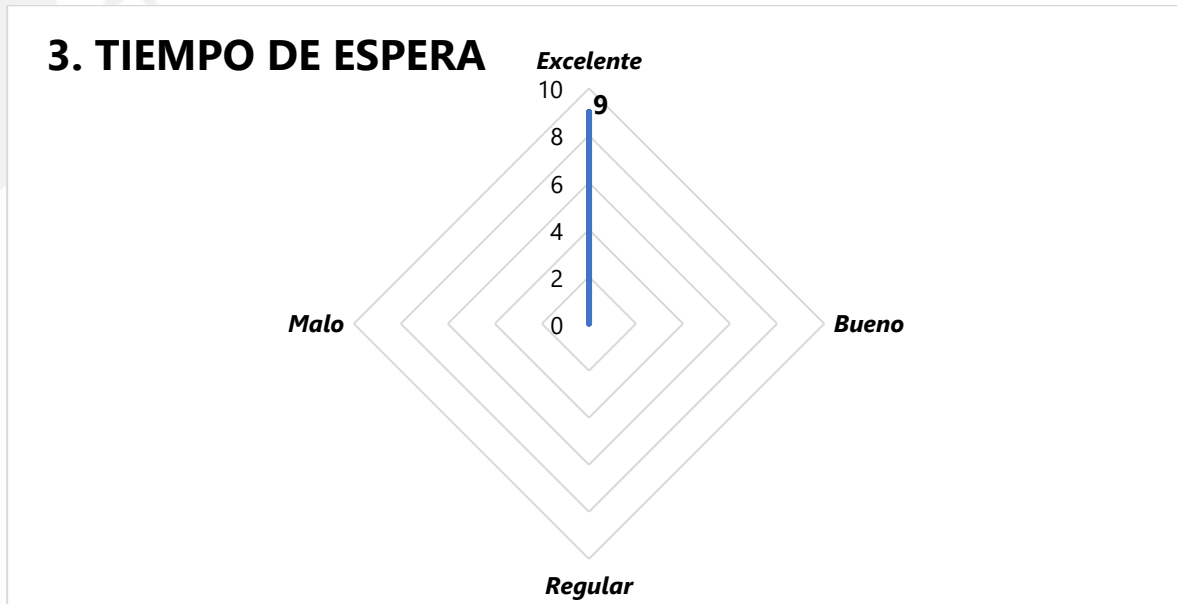 3. TIEMPO DE ESPERA
Excelente
10
9
8
6
4
2
0
Malo
Bueno
Regular